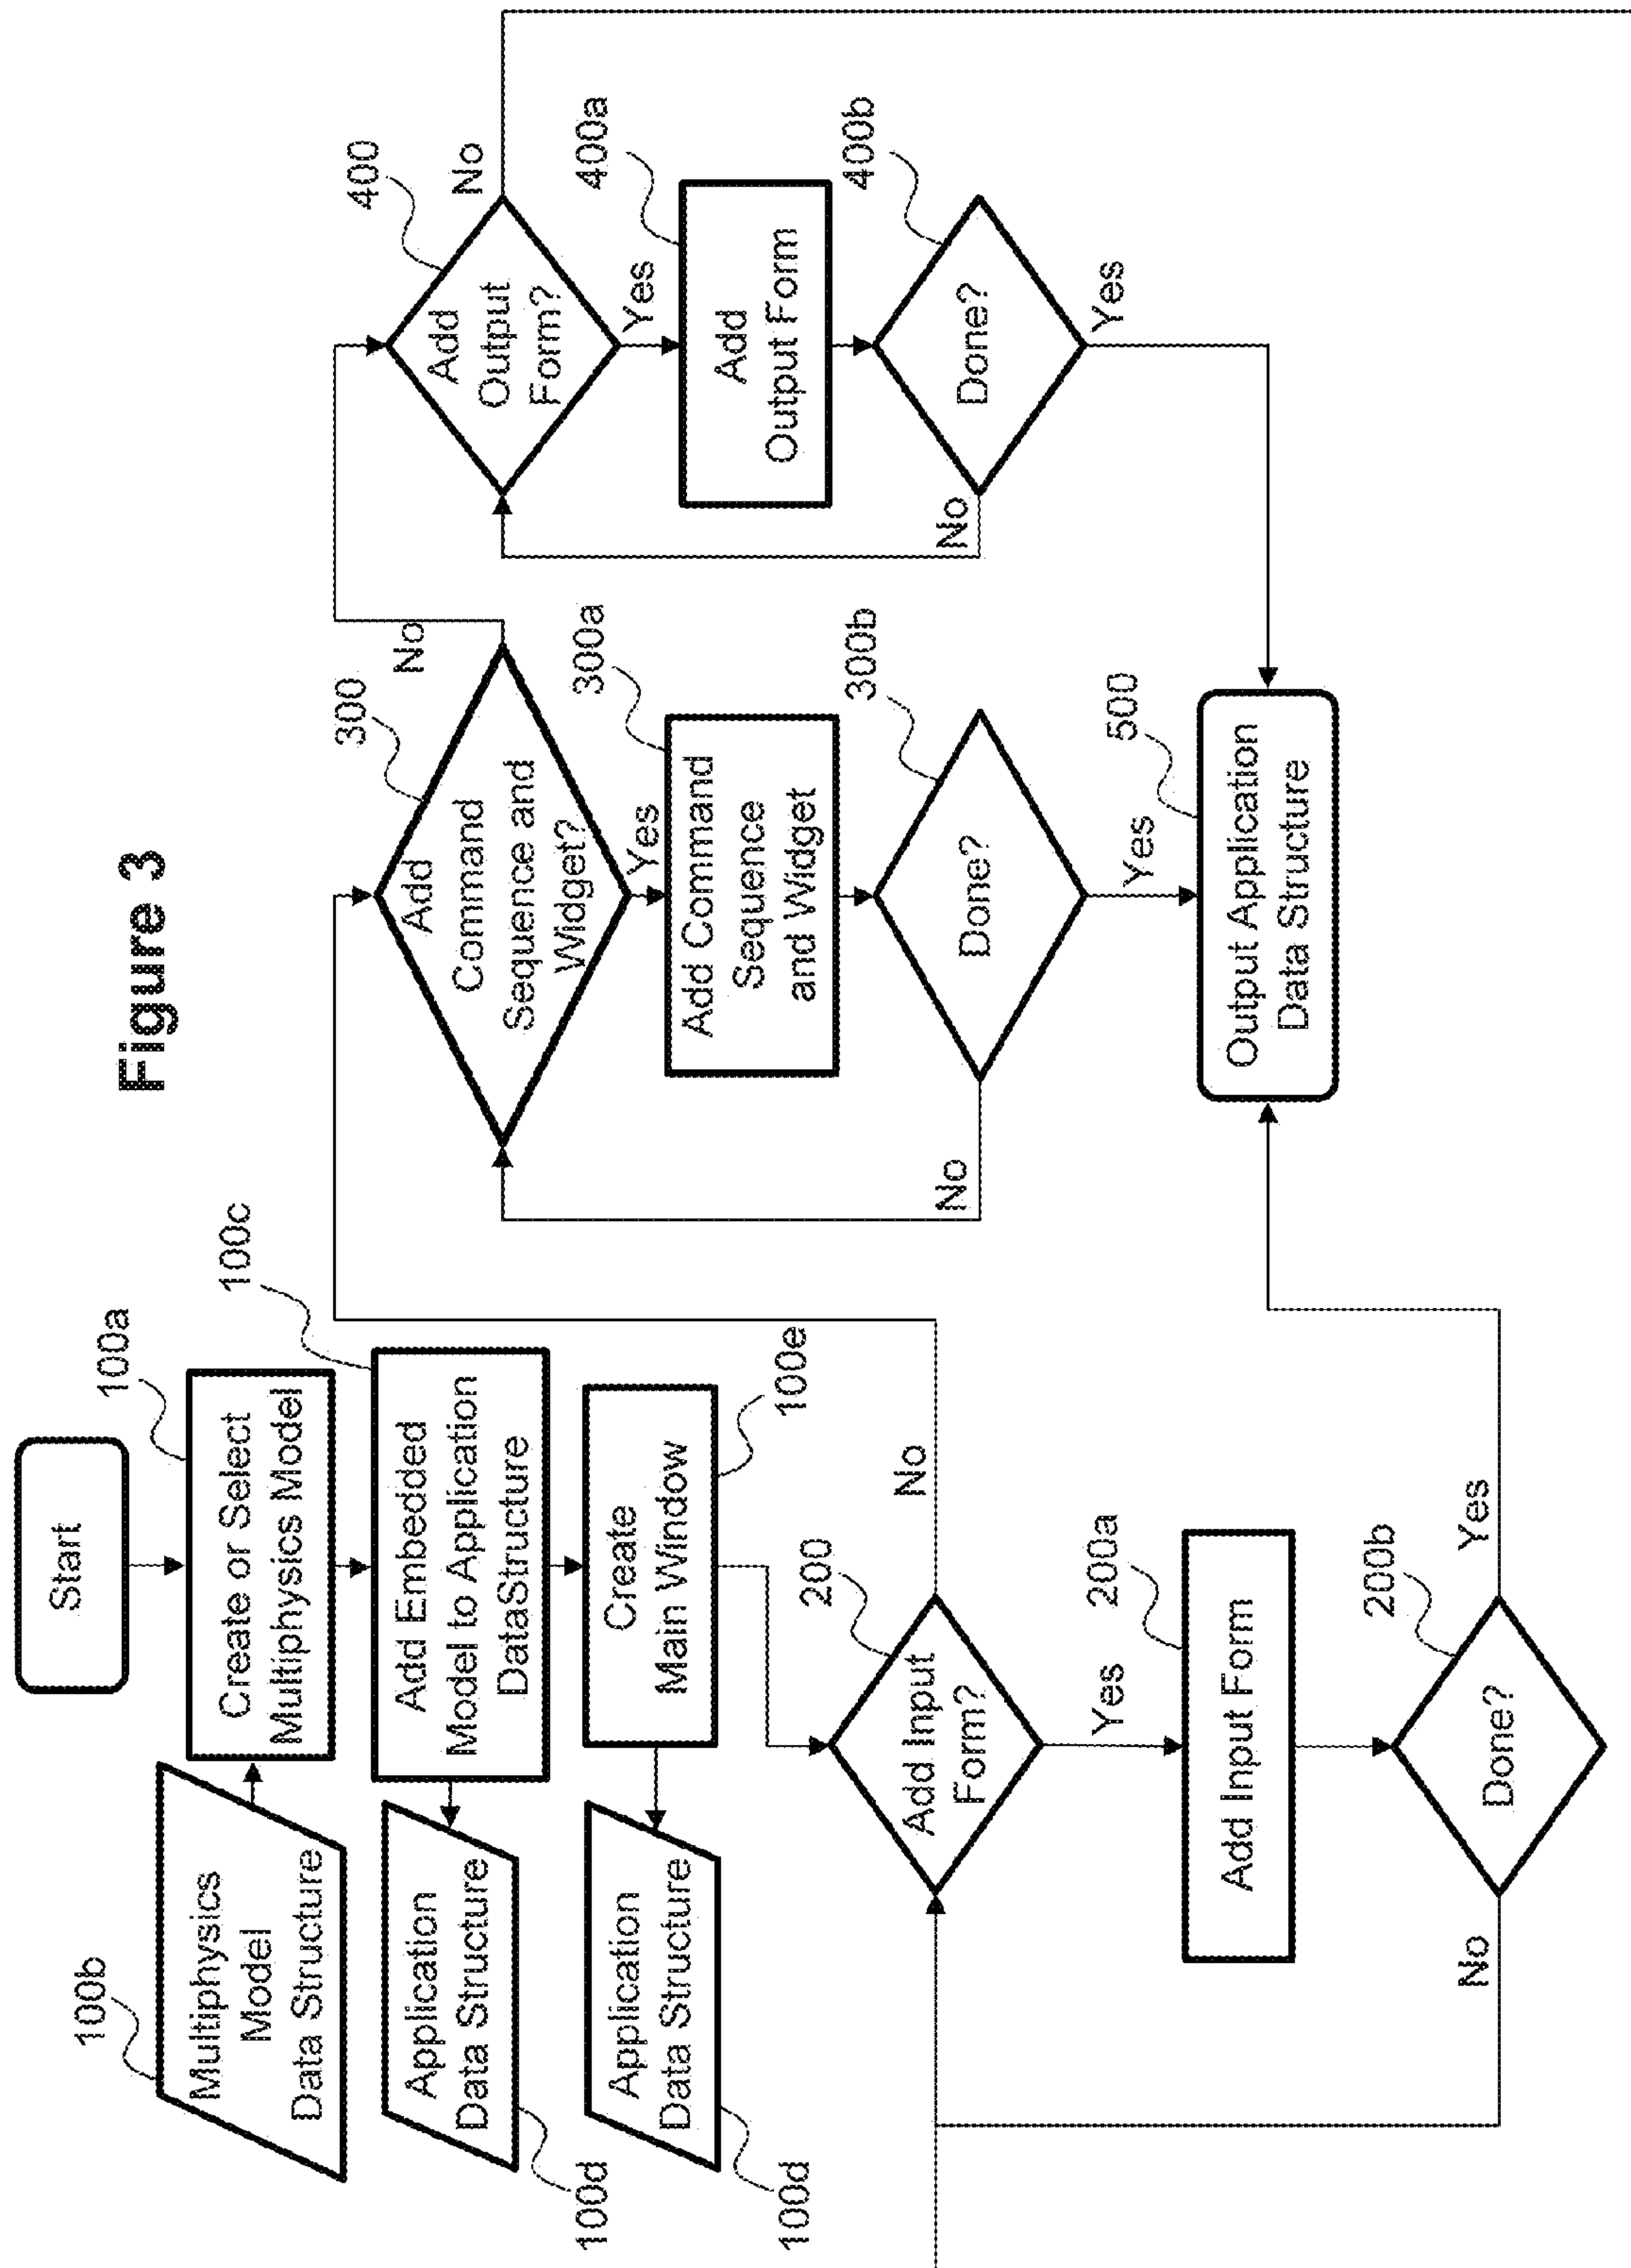 Figure 3
Start
100a
Create or Select
Multiphysics Model
100b
Multiphysics
Model
Data Structure
100c
Add Embedded
Model to Application
DataStructure
Application
Data Structure
100d
100e
Create
Main Window
Application
Data Structure
100d
200
Add Input
Form?
No
Yes
200a
Add Input Form
200b
Done?
No
Yes
300
Add
Command
Sequence and
Widget?
No
Yes
300a
Add Command
Sequence
and Widget
300b
Done?
No
Yes
400
Add
Output
Form?
No
Yes
400a
Add
Output Form
400b
Done?
No
Yes
500
Output Application
Data Structure